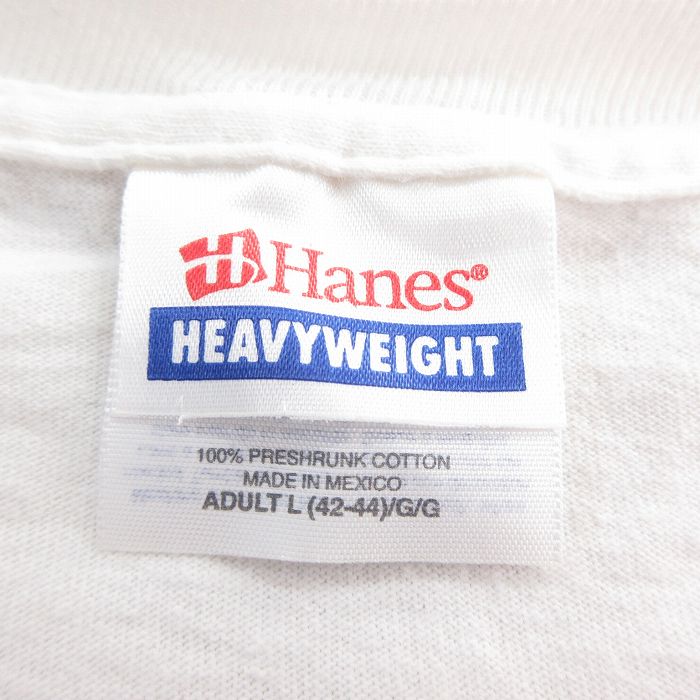 Hanes®
HEAVYWEIGHT
100% PRESHRUNK COTTON
MADE IN MEXICO
ADULT L (42-44)/G/G